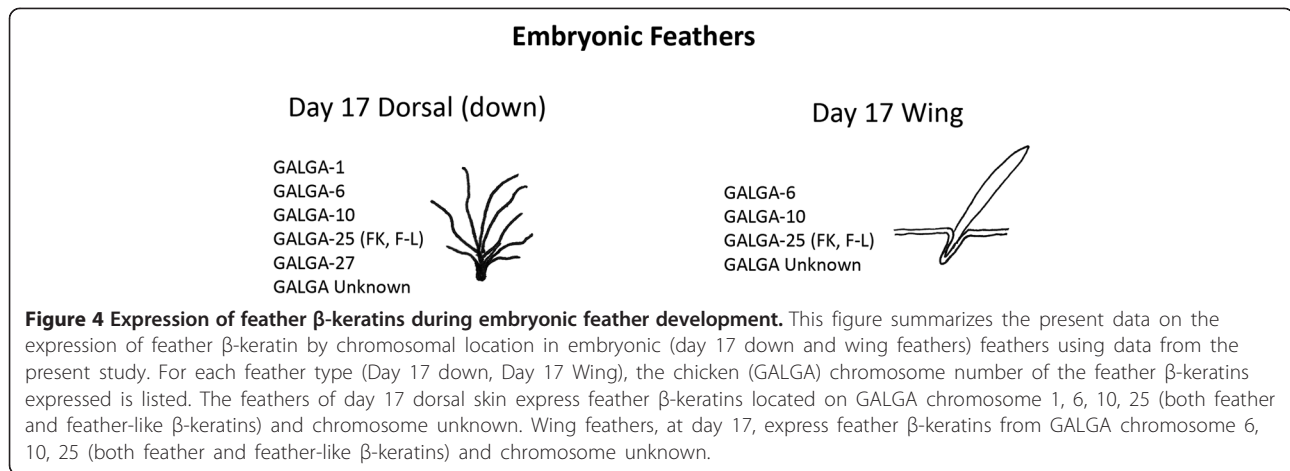 Embryonic Feathers
Day 17 Dorsal (down)
GALGA-1
GALGA-6
GALGA-10
GALGA-25 (FK, F-L)
GALGA-27
GALGA Unknown
Day 17 Wing
GALGA-6
GALGA-10
GALGA-25 (FK, F-L)
GALGA Unknown
Figure 4 Expression of feather β-keratins during embryonic feather development. This figure summarizes the present data on the
expression of feather β-keratin by chromosomal location in embryonic (day 17 down and wing feathers) feathers using data from the
present study. For each feather type (Day 17 down, Day 17 Wing), the chicken (GALGA) chromosome number of the feather β-keratins
expressed is listed. The feathers of day 17 dorsal skin express feather β-keratins located on GALGA chromosome 1, 6, 10, 25 (both feather
and feather-like β-keratins) and chromosome unknown. Wing feathers, at day 17, express feather β-keratins from GALGA chromosome 6,
10, 25 (both feather and feather-like β-keratins) and chromosome unknown.